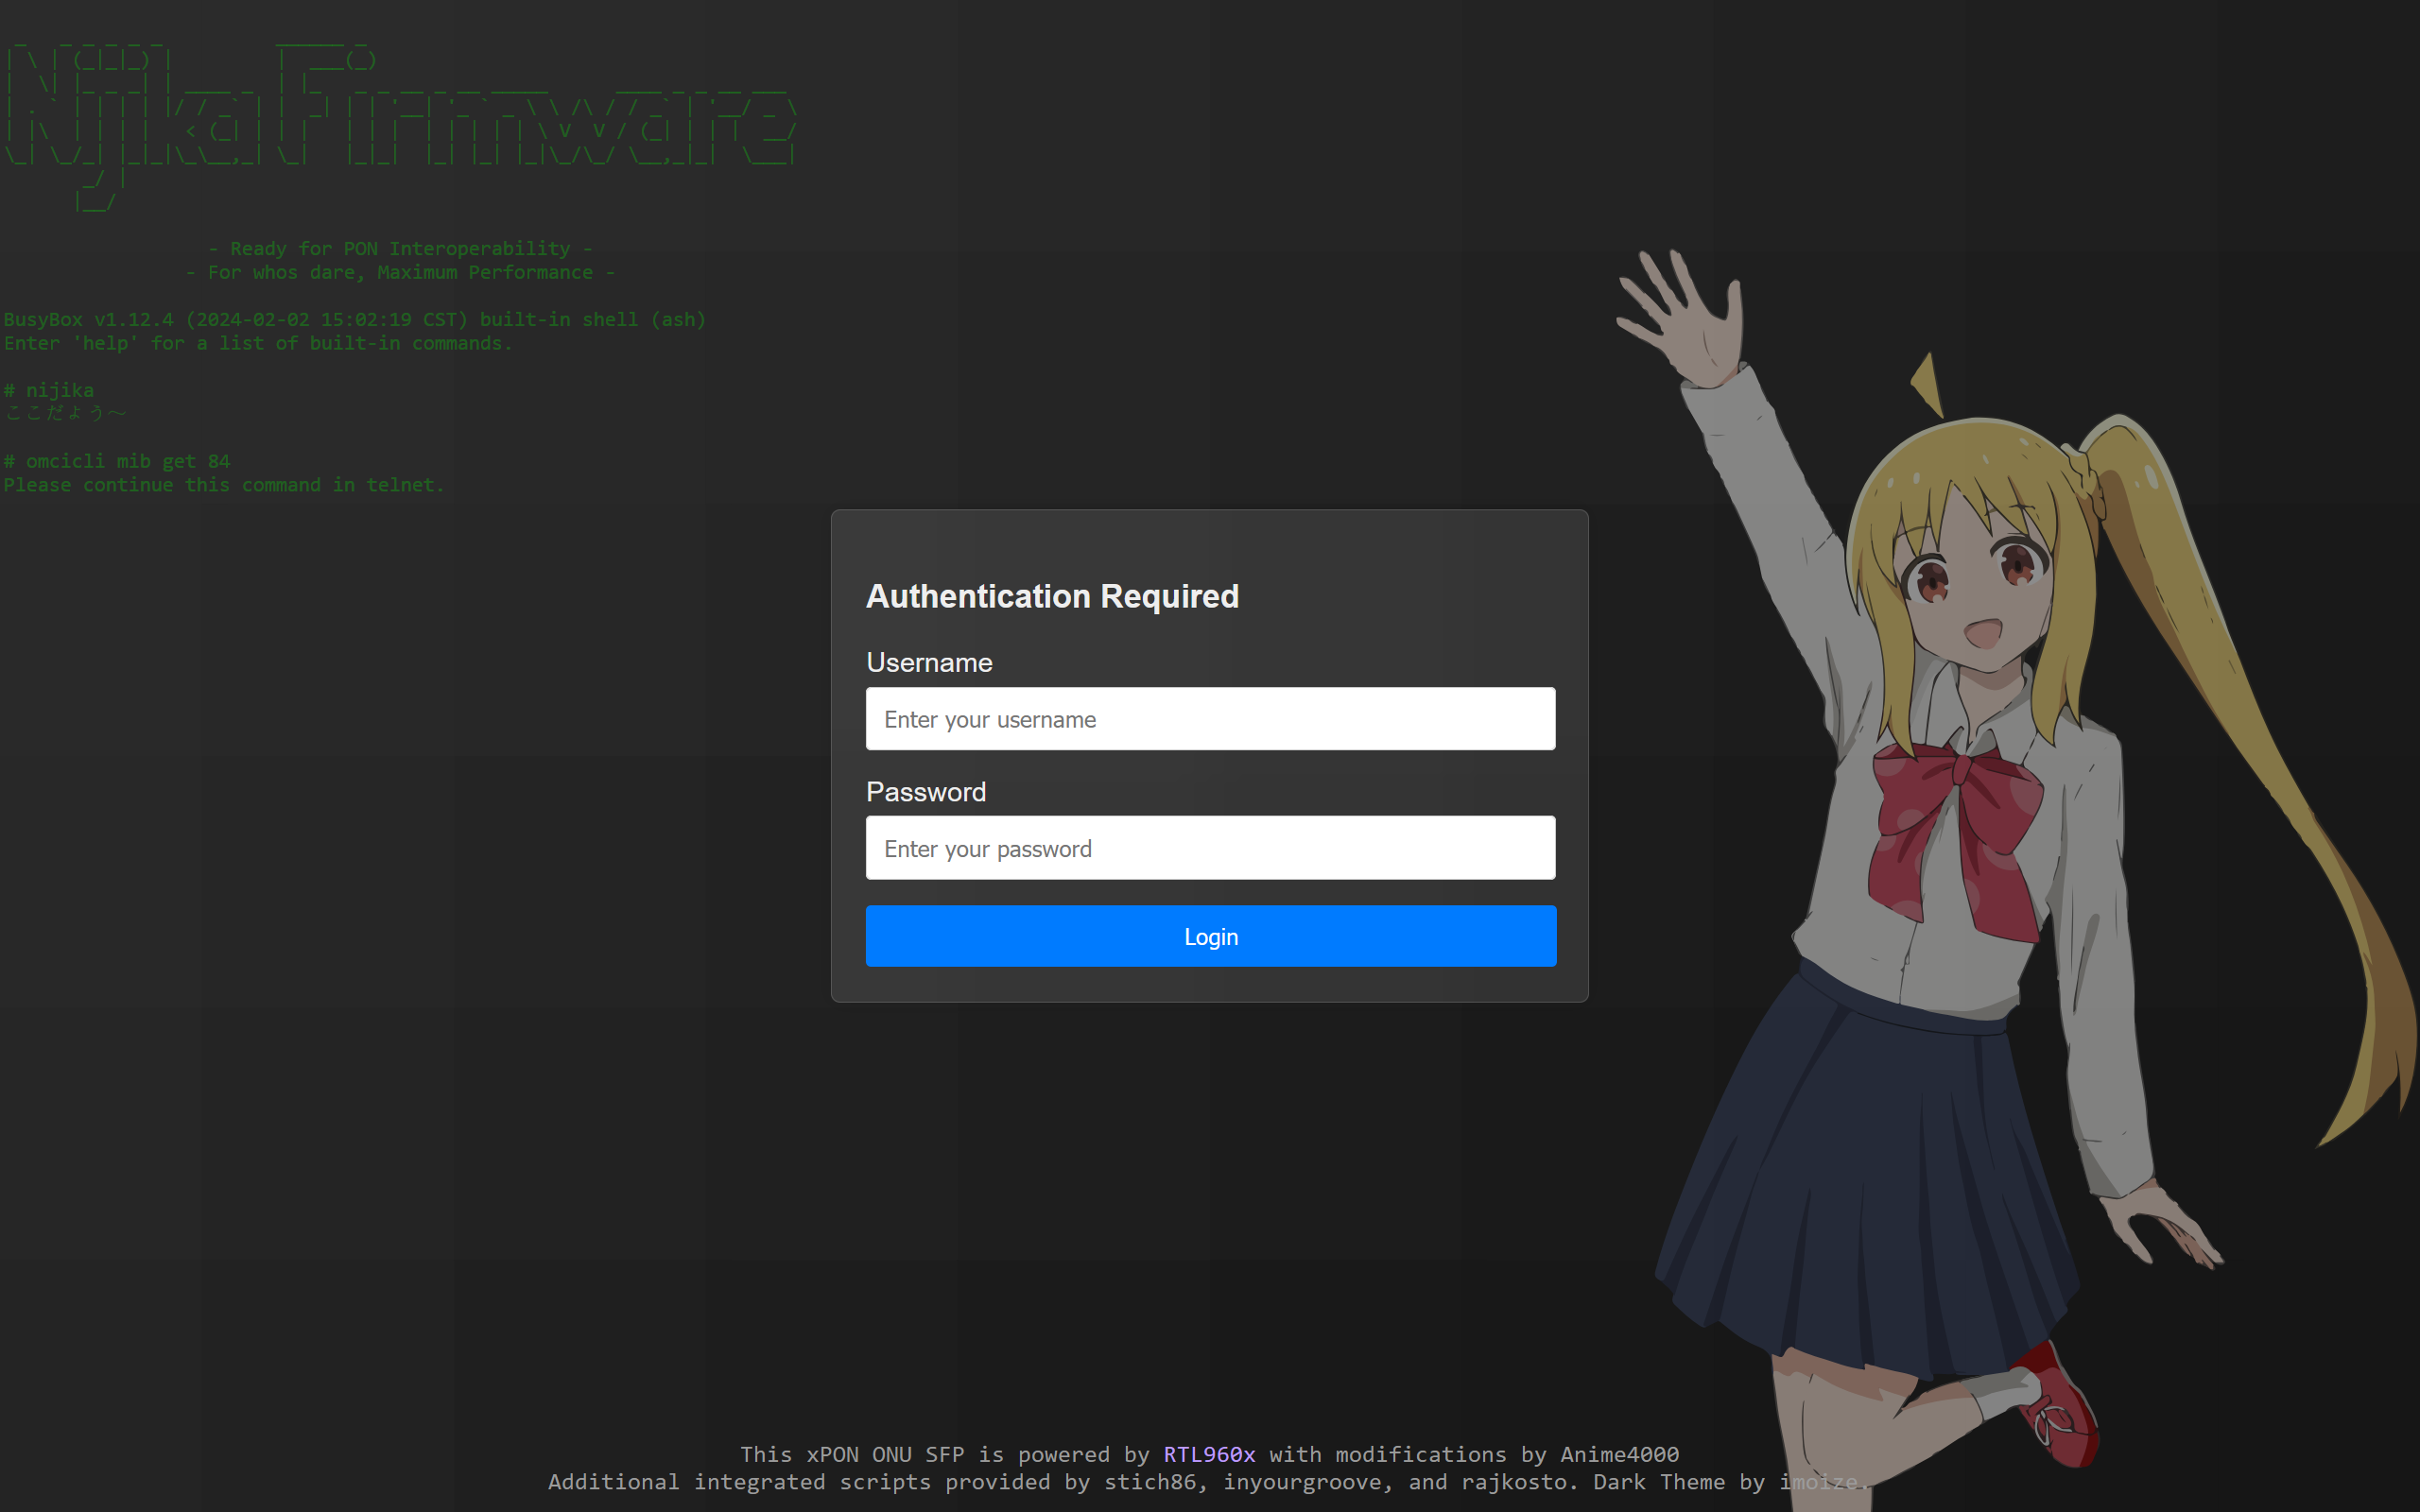 Nijika Firmware
- Ready for PON Interoperability -
- For whos dare, Maximum Performance -
BusyBox v1.12.4 (2024-02-02 15:02:19 CST) built-in shell (ash)
Enter 'help' for a list of built-in commands.
# nijika
ここだよう～
# omcicli mib get 84
Please continue this command in telnet.
Authentication Required
Username
Enter your username
Password
Enter your password
Login
This xPON ONU SFP is powered by RTL960x with modifications by Anime4000
Additional integrated scripts provided by stich86, inyourgroove, and rajkosto. Dark Theme by imoize.